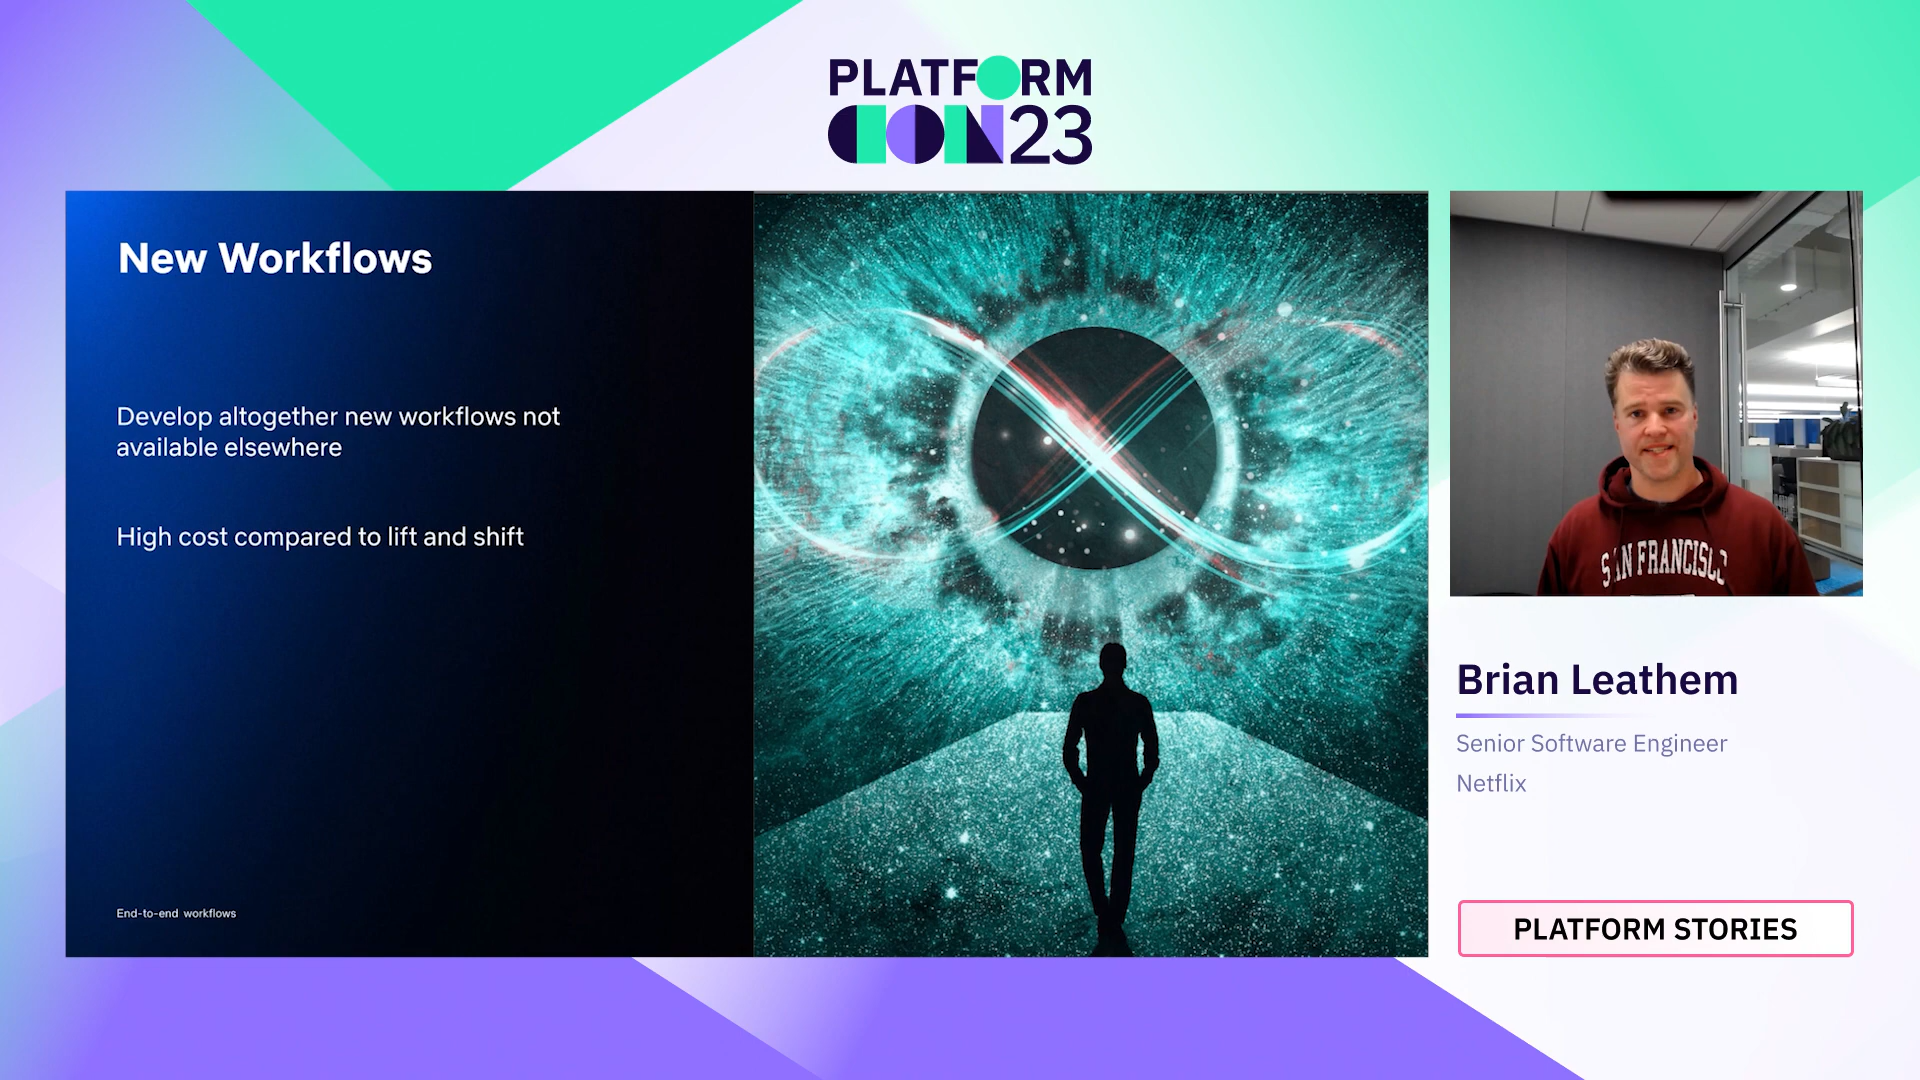 PLATFORM
CON23
New Workflows
Develop altogether new workflows not
available elsewhere
High cost compared to lift and shift
End-to-end workflows
SAN FRANCISCO
Brian Leathem
Senior Software Engineer
Netflix
PLATFORM STORIES